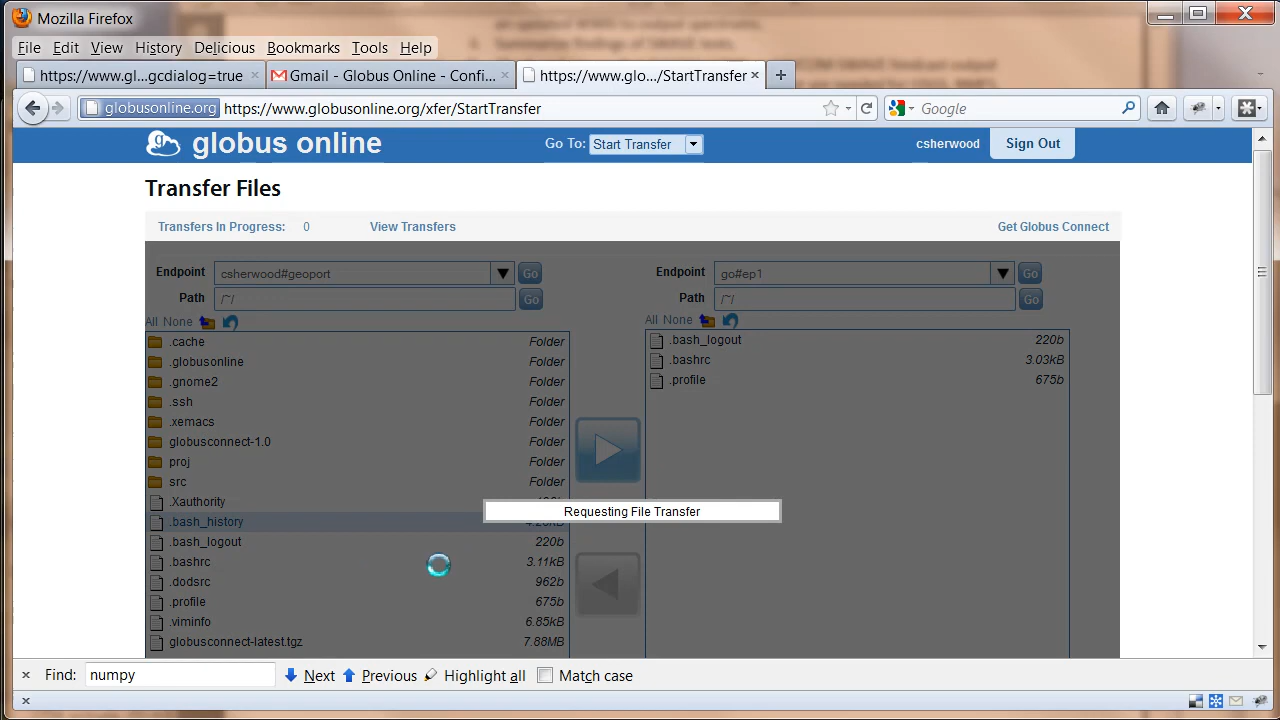 Mozilla Firefox
File Edit View History Delicious Bookmarks Tools Help
https://www.gl...gcdialog=true
Gmail - Globus Online - Confi...
https://www.glo.../StartTransfer
globusonline.org https://www.globusonline.org/xfer/StartTransfer
Google
globus online
Go To: Start Transfer
csherwood
Sign Out
Transfer Files
Transfers In Progress: 0
View Transfers
Get Globus Connect
Endpoint csherwood#geoport Go
Path /~/ Go
All None
.cache Folder
.globusonline Folder
.gnome2 Folder
.ssh Folder
.xemacs Folder
globusconnect-1.0 Folder
proj Folder
src Folder
.Xauthority
.bash_history
.bash_logout 220b
.bashrc 3.11kB
.dodsrc 962b
.profile 675b
.viminfo 6.85kB
globusconnect-latest.tgz 7.88MB
Endpoint go#ep1 Go
Path /~/ Go
All None
.bash_logout 220b
.bashrc 3.03kB
.profile 675b
Requesting File Transfer
Find: numpy Next Previous Highlight all Match case